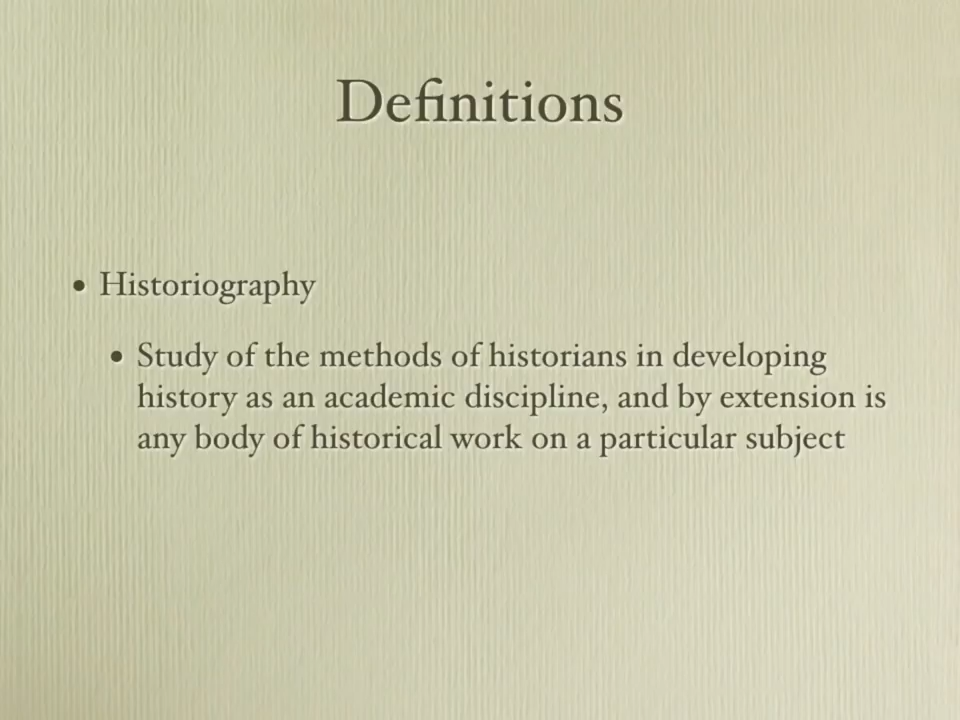 Definitions
• Historiography
• Study of the methods of historians in developing
history as an academic discipline, and by extension is
any body of historical work on a particular subject